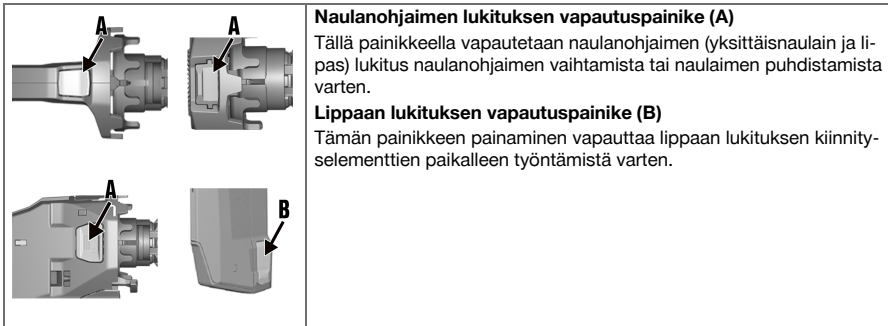 A
A
A
B
Naulanohjaimen lukituksen vapautuspainike (A)
Tällä painikkeella vapautetaan naulanohjaimen (yksittäisnaulain ja li-
pas) lukitus naulanohjaimen vaihtamista tai naulaimen puhdistamista
varten.
Lippaan lukituksen vapautuspainike (B)
Tämän painikkeen painaminen vapauttaa lippaan lukituksen kiinnity-
selementtien paikalleen työntämistä varten.